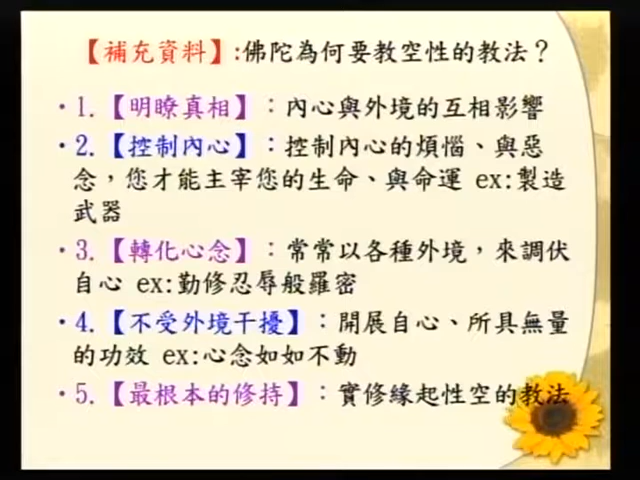 【補充資料】:佛陀為何要教空性的教法？
·1.【明瞭真相】：內心與外境的互相影響
·2.【控制內心】：控制內心的煩惱、與惡
念，您才能主宰您的生命、與命運 ex:製造
武器
·3.【轉化心念】：常常以各種外境，來調伏
自心 ex:勤修忍辱般羅密
·4.【不受外境干擾】：開展自心、所具無量
的功效 ex:心念如如不動
·5.【最根本的修持】：實修緣起性空的教法